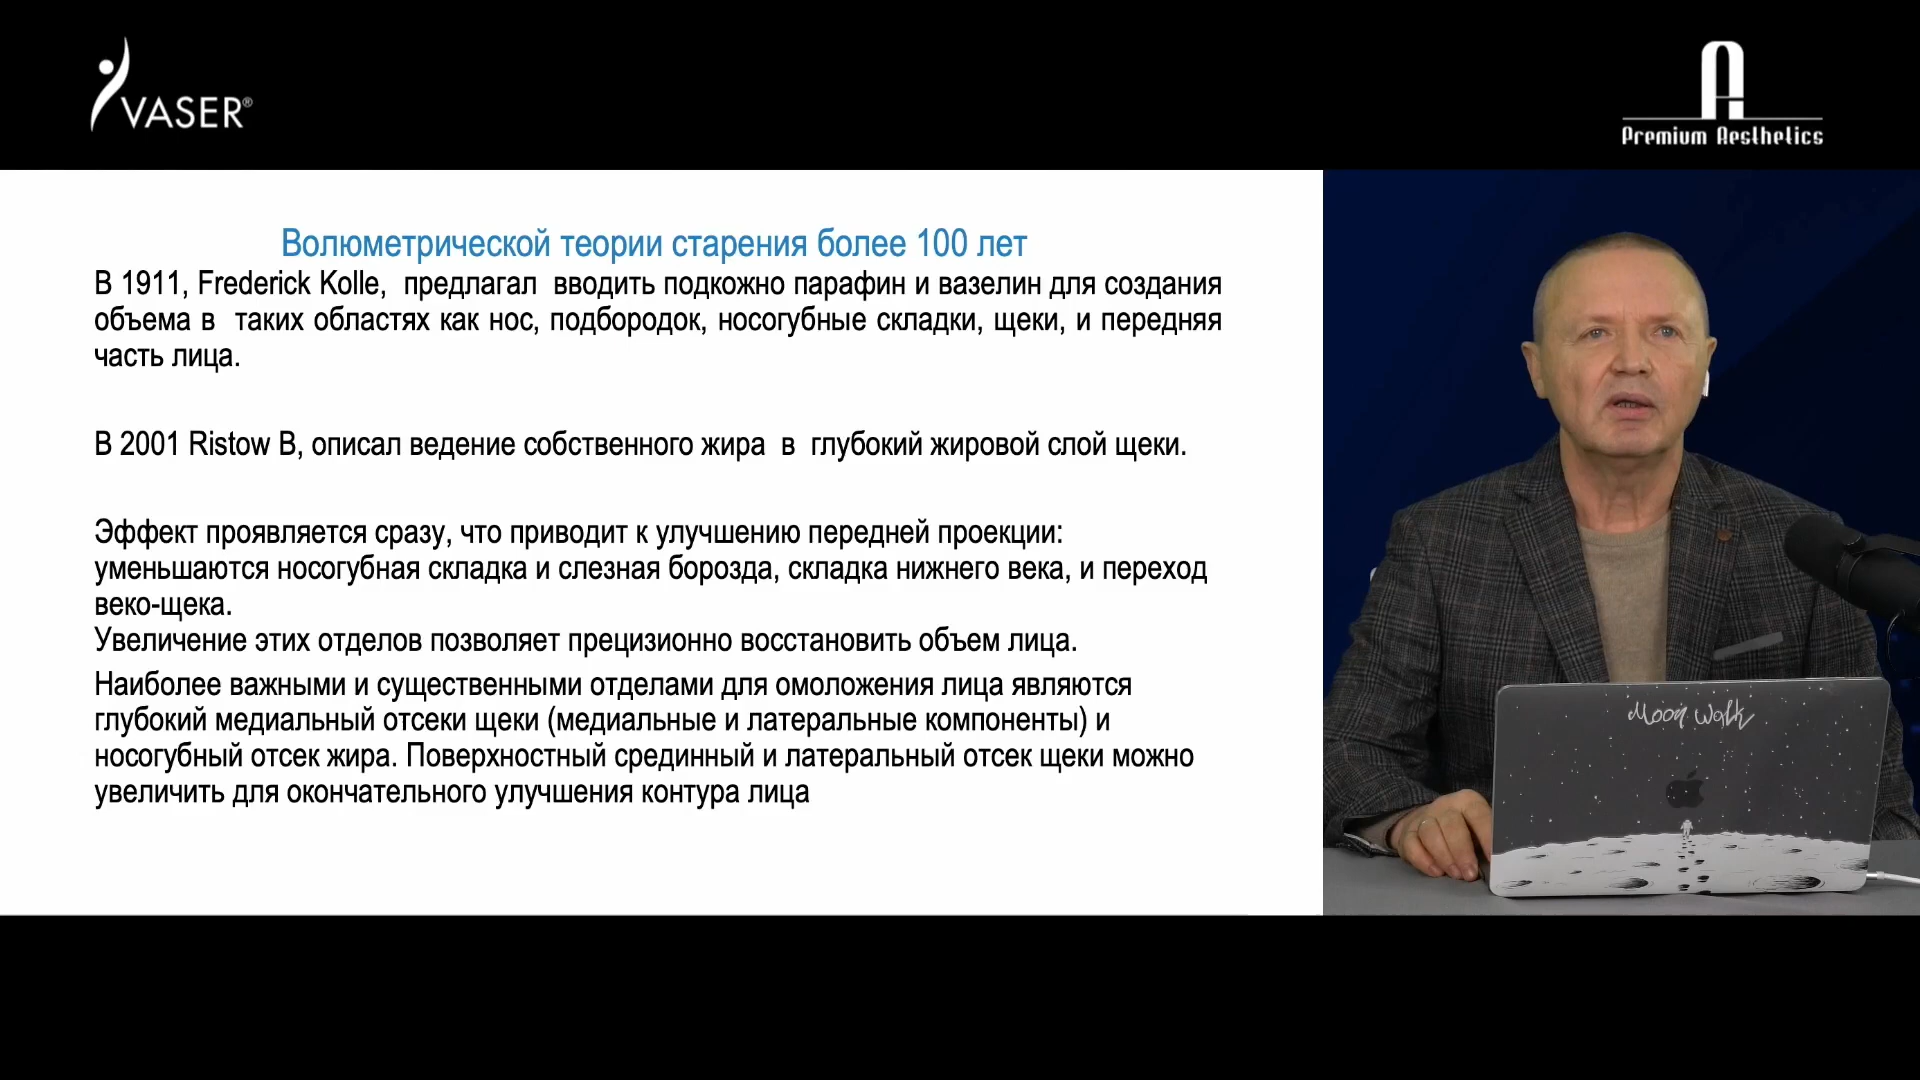 VASER®
Premium Aesthetics
Волюметрической теории старения более 100 лет
В 1911, Frederick Kolle, предлагал вводить подкожно парафин и вазелин для создания
объема в таких областях как нос, подбородок, носогубные складки, щеки, и передняя
часть лица.
В 2001 Ristow B, описал ведение собственного жира в глубокий жировой слой щеки.
Эффект проявляется сразу, что приводит к улучшению передней проекции:
уменьшаются носогубная складка и слезная борозда, складка нижнего века, и переход
веко-щека.
Увеличение этих отделов позволяет прецизионно восстановить объем лица.
Наиболее важными и существенными отделами для омоложения лица являются
глубокий медиальный отсеки щеки (медиальные и латеральные компоненты) и
носогубный отсек жира. Поверхностный срединный и латеральный отсек щеки можно
увеличить для окончательного улучшения контура лица
Moon Walk